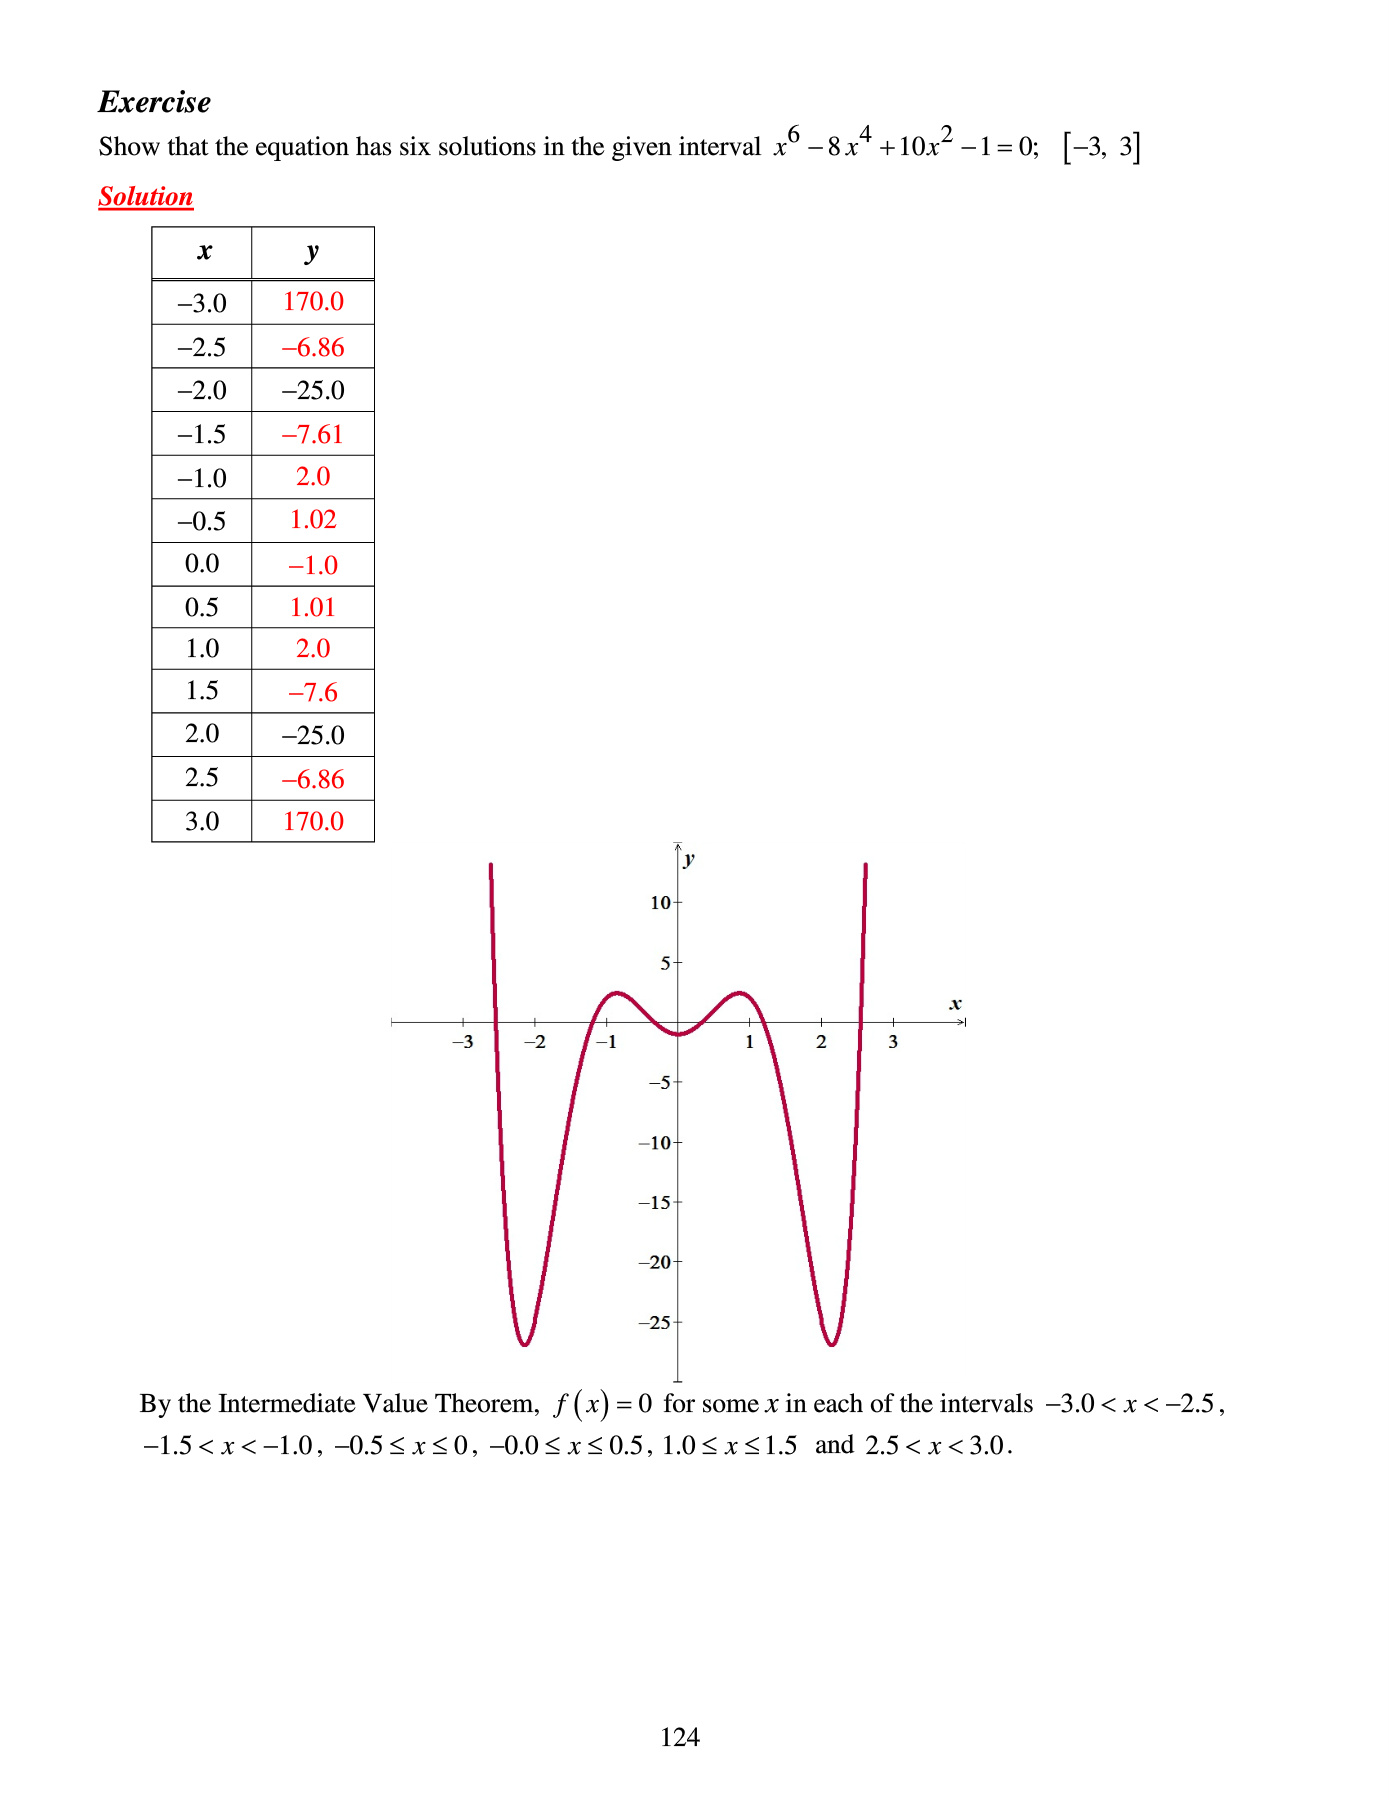 Exercise
Show that the equation has six solutions in the given interval x⁶ − 8x⁴ + 10x² − 1 = 0; [−3, 3]
Solution
x y
−3.0 170.0
−2.5 −6.86
−2.0 −25.0
−1.5 −7.61
−1.0 2.0
−0.5 1.02
0.0 −1.0
0.5 1.01
1.0 2.0
1.5 −7.6
2.0 −25.0
2.5 −6.86
3.0 170.0
y
10
5
x
−3 −2 −1 1 2 3
−5
−10
−15
−20
−25
By the Intermediate Value Theorem, f(x) = 0 for some x in each of the intervals −3.0 < x < −2.5,
−1.5 < x < −1.0, −0.5 ≤ x ≤ 0, −0.0 ≤ x ≤ 0.5, 1.0 ≤ x ≤ 1.5 and 2.5 < x < 3.0.
124